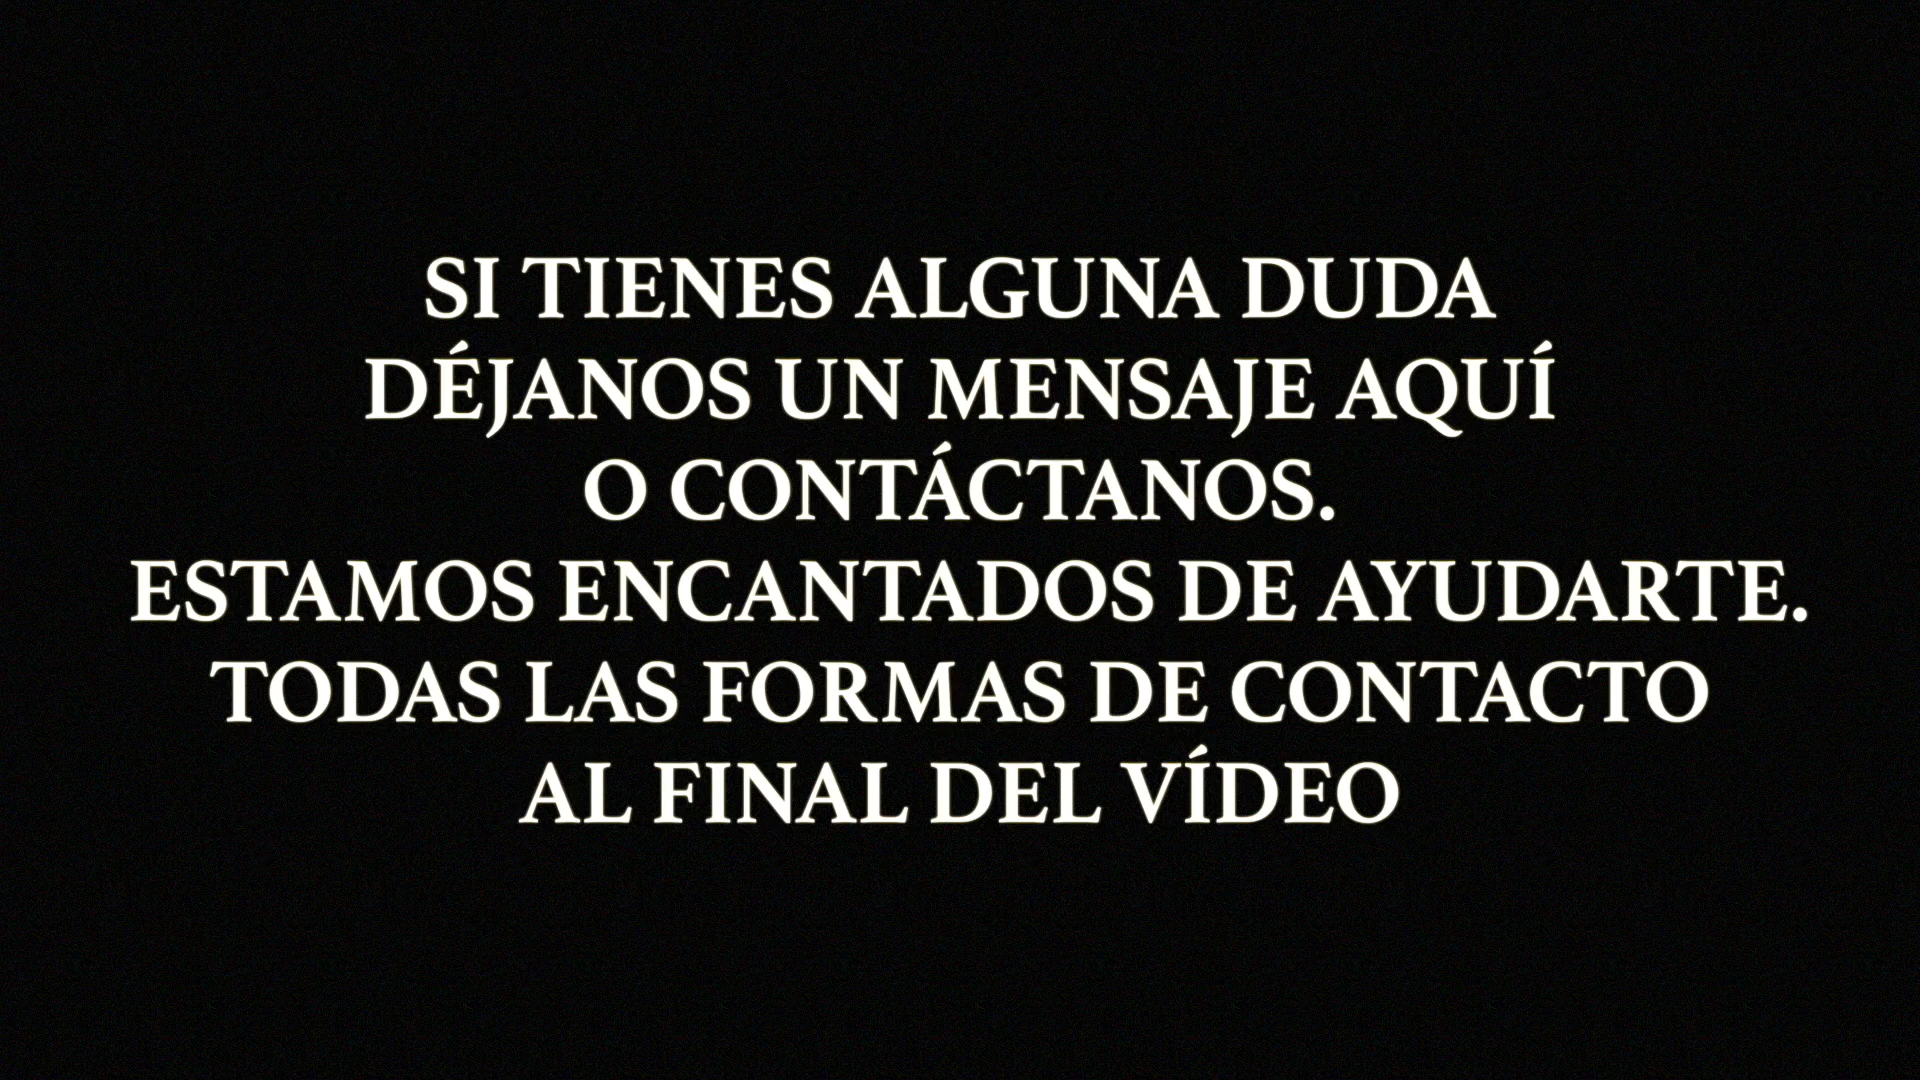 SI TIENES ALGUNA DUDA
DÉJANOS UN MENSAJE AQUÍ
O CONTÁCTANOS.
ESTAMOS ENCANTADOS DE AYUDARTE.
TODAS LAS FORMAS DE CONTACTO
AL FINAL DEL VÍDEO